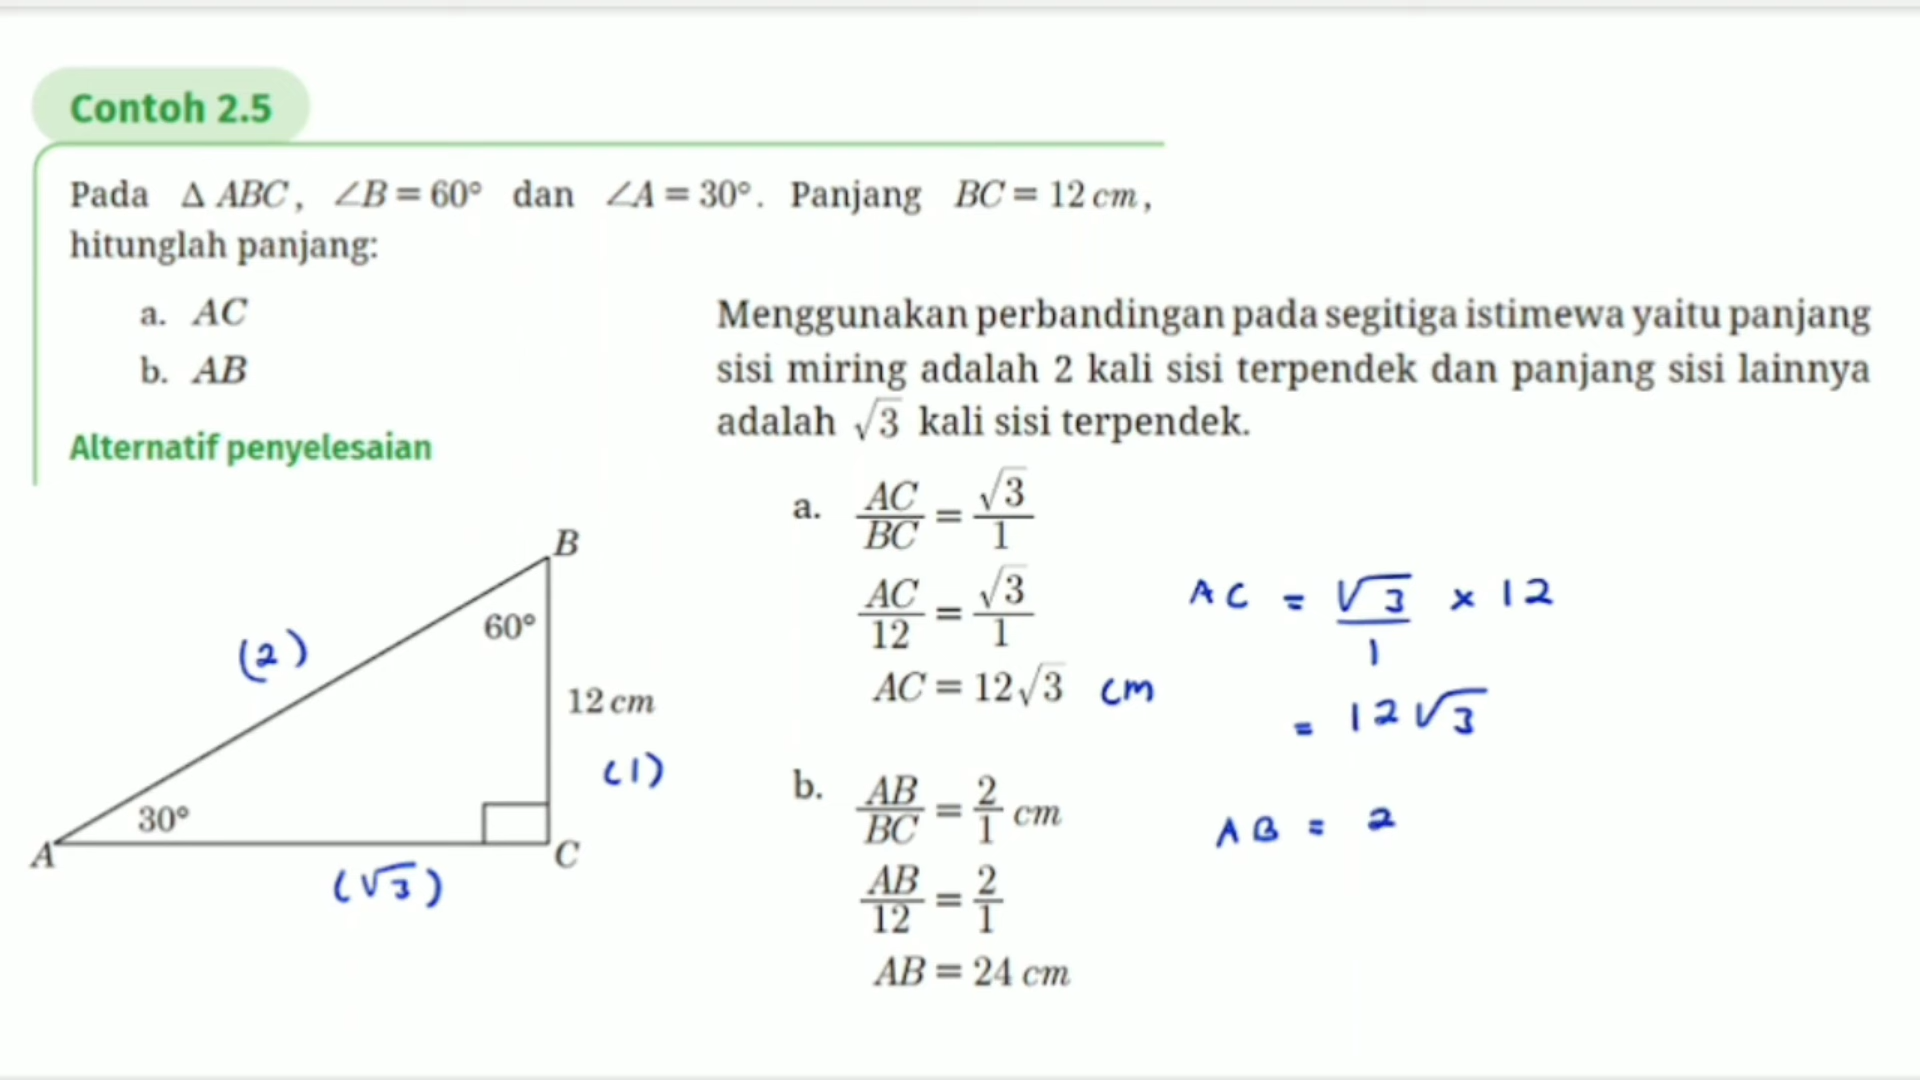 Contoh 2.5
Pada Δ ABC, ∠B = 60° dan ∠A = 30°. Panjang BC = 12 cm,
hitunglah panjang:
a. AC
b. AB
Alternatif penyelesaian
B
60°
(2)
12 cm
(1)
30°
A
C
(√3)
Menggunakan perbandingan pada segitiga istimewa yaitu panjang
sisi miring adalah 2 kali sisi terpendek dan panjang sisi lainnya
adalah √3 kali sisi terpendek.
a. AC/BC = √3/1
AC/12 = √3/1
AC = 12√3 cm
AC = √3/1 × 12
= 12√3
b. AB/BC = 2/1 cm
AB/12 = 2/1
AB = 24 cm
AB = 2